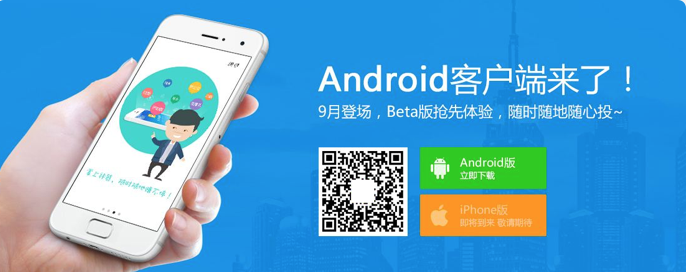 Android客户端来了！
9月登场，Beta版抢先体验，随时随地随心投~
Android版
立即下载
iPhone版
即将到来 敬请期待